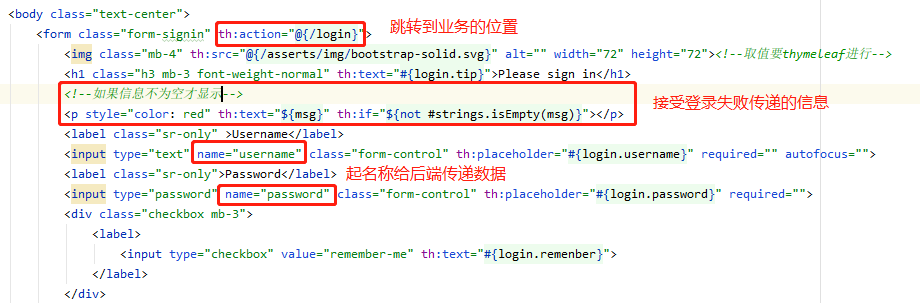 <body class="text-center">
<form class="form-signin" th:action="@{/login}"> 跳转到业务的位置
<img class="mb-4" th:src="@{/asserts/img/bootstrap-solid.svg}" alt="" width="72" height="72"><!--取值要thymeleaf进行-->
<h1 class="h3 mb-3 font-weight-normal" th:text="#{login.tip}">Please sign in</h1>
<!--如果信息不为空才显示-->
接受登录失败传递的信息
<p style="color: red" th:text="${msg}" th:if="${not #strings.isEmpty(msg)}"></p>
<label class="sr-only" >Username</label>
<input type="text" name="username" class="form-control" th:placeholder="#{login.username}" required="" autofocus="">
<label class="sr-only">Password</label> 起名称给后端传递数据
<input type="password" name="password" class="form-control" th:placeholder="#{login.password}" required="">
<div class="checkbox mb-3">
<label>
<input type="checkbox" value="remember-me" th:text="#{login.remenber}">
</label>
</div>